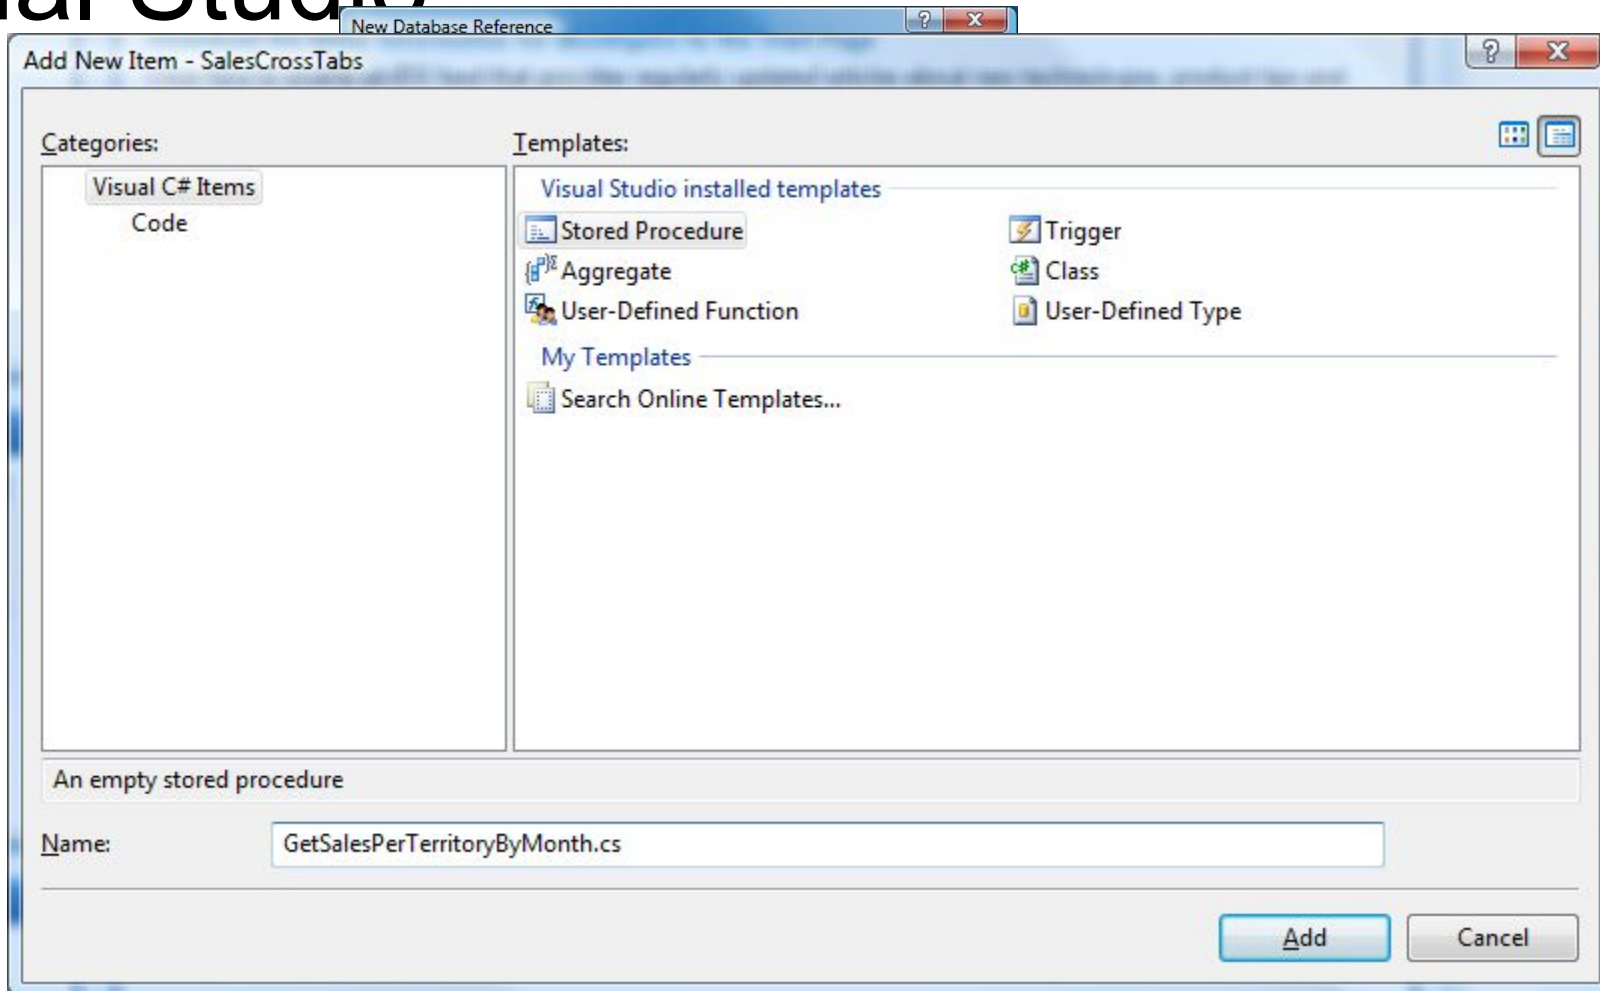 al Studio
New Database Reference
Add New Item - SalesCrossTabs
Categories:
Templates:
Visual C# Items
Code
Visual Studio installed templates
Stored Procedure
Trigger
Aggregate
Class
User-Defined Function
User-Defined Type
My Templates
Search Online Templates...
An empty stored procedure
Name:
GetSalesPerTerritoryByMonth.cs
Add
Cancel